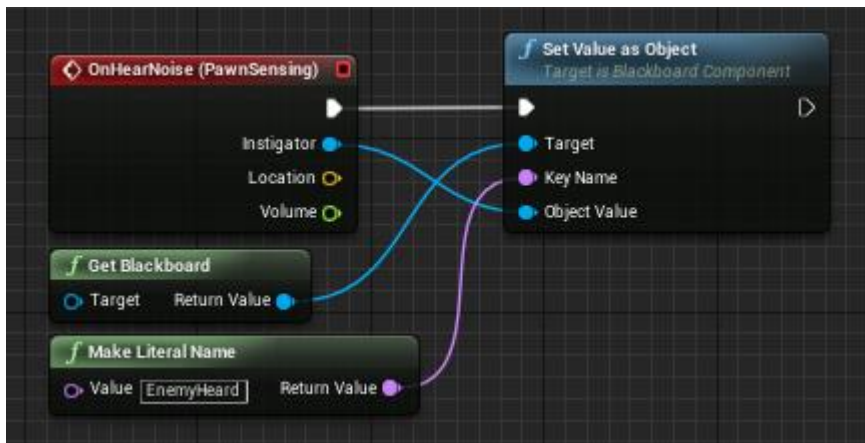 OnHearNoise (PawnSensing)
Instigator
Location
Volume
f Set Value as Object
Target is Blackboard Component
Target
Key Name
Object Value
f Get Blackboard
Target Return Value
f Make Literal Name
Value EnemyHeard Return Value